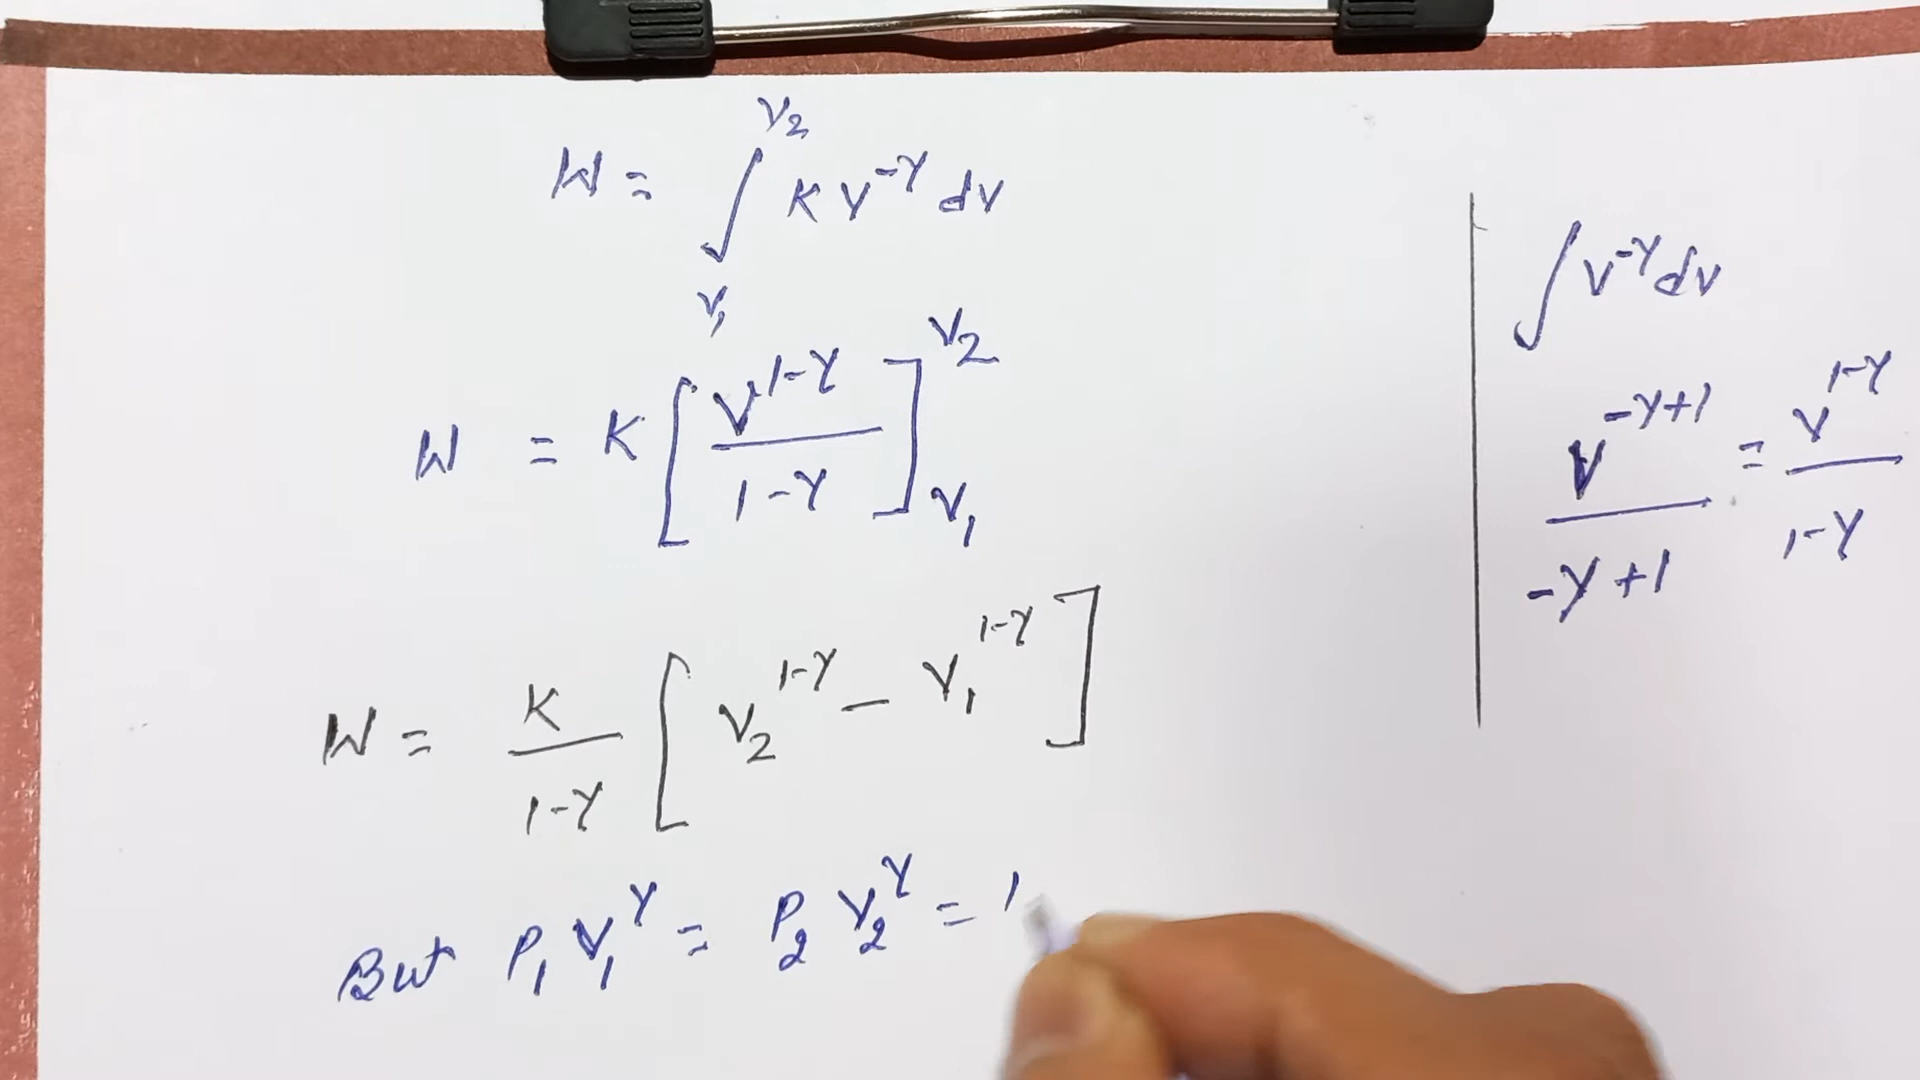 W = ∫_{V₁}^{V₂} K V^{-γ} dV
W = K [ V^{1-γ} / 1-γ ]_{V₁}^{V₂}
W = K / 1-γ [ V₂^{1-γ} - V₁^{1-γ} ]
But P₁ V₁^γ = P₂ V₂^γ =
∫ V^{-γ} dV
V^{-γ+1} / -γ+1 = V^{1-γ} / 1-γ